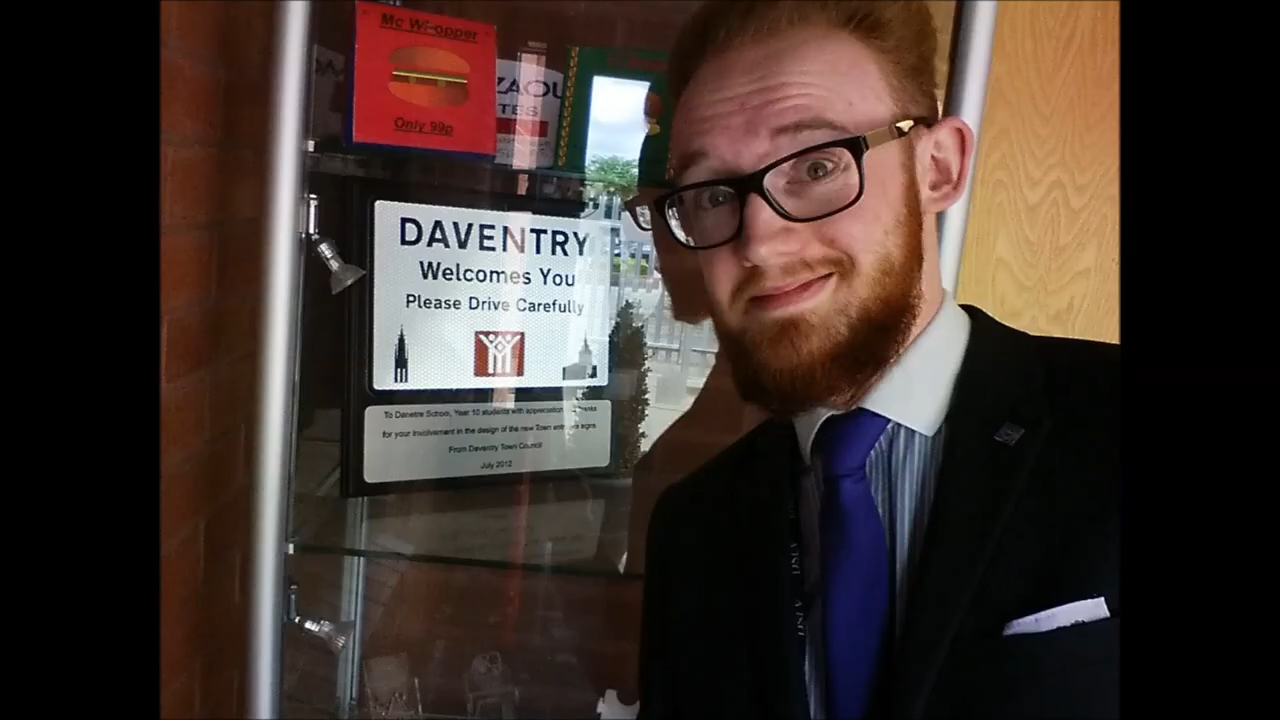 Mc Wi-opper
Only 99p
ZAOU
TES
DAVENTRY
Welcomes You
Please Drive Carefully
To Danetre School, Year 10 students with appreciation thanks
for your involvement in the design of the new Town entrance signs
From Daventry Town Council
July 2012